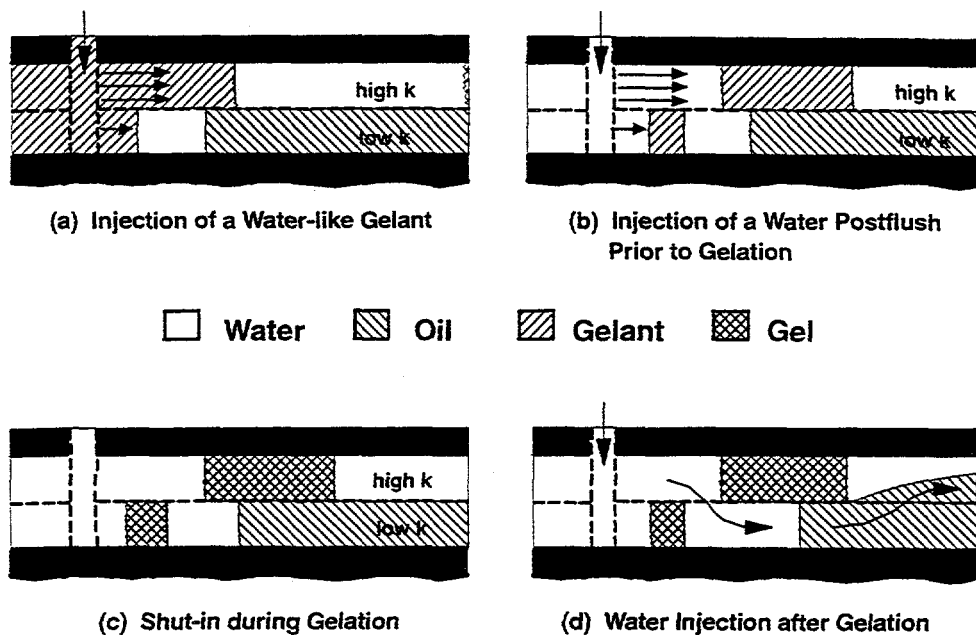 high k
low k
high k
low k
(a) Injection of a Water-like Gelant
(b) Injection of a Water Postflush
Prior to Gelation
Water Oil Gelant Gel
high k
low k
(c) Shut-in during Gelation
(d) Water Injection after Gelation